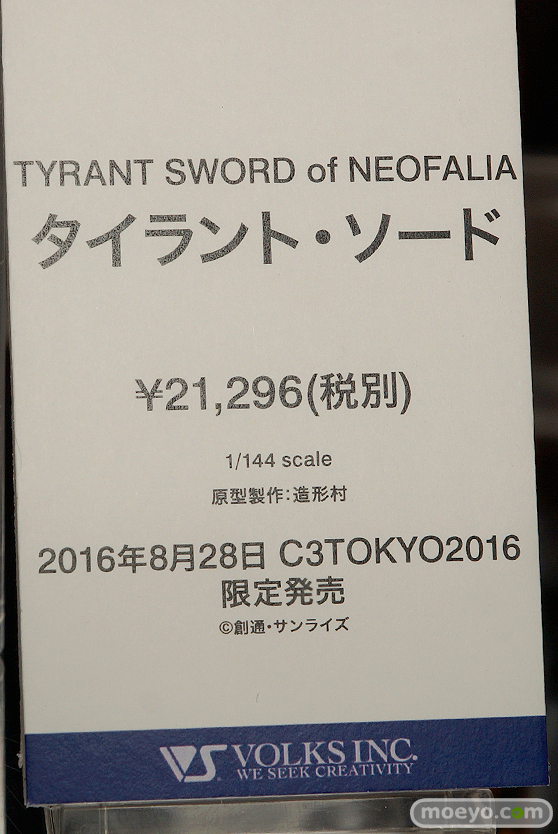 TYRANT SWORD of NEOFALIA
タイラント・ソード
¥21,296(税別)
1/144 scale
原型製作:造形村
2016年8月28日 C3TOKYO2016
限定発売
©創通・サンライズ
VS VOLKS INC.
WE SEEK CREATIVITY
moeyo.com